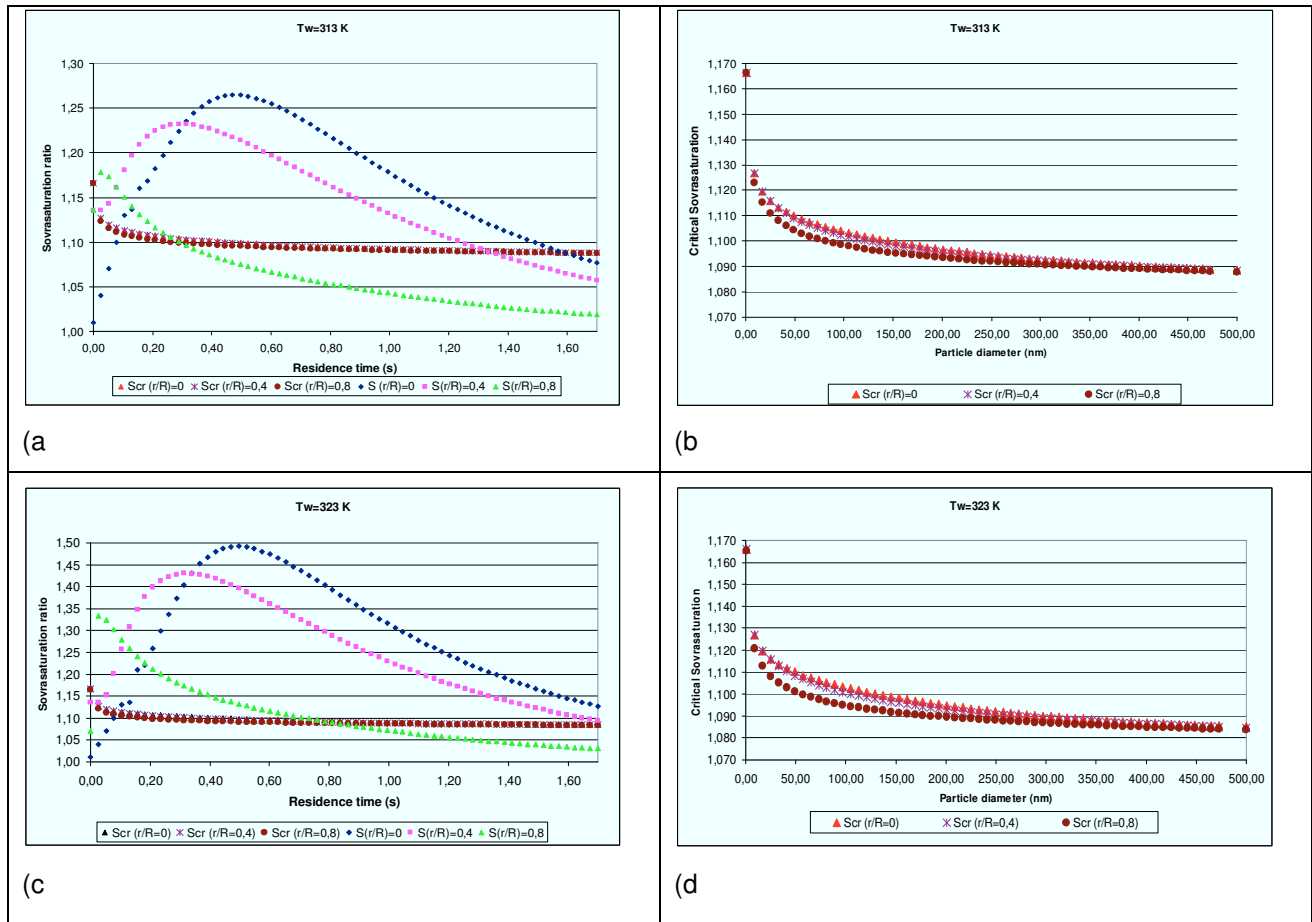 Tw=313 K
Sovrasaturation ratio
1,30
1,25
1,20
1,15
1,10
1,05
1,00
0,00 0,20 0,40 0,60 0,80 1,00 1,20 1,40 1,60
Residence time (s)
Scr (r/R)=0 Scr (r/R)=0,4 Scr (r/R)=0,8 S (r/R)=0 S(r/R)=0,4 S(r/R)=0,8
(a
Tw=313 K
Critical Sovrasaturation
1,170
1,160
1,150
1,140
1,130
1,120
1,110
1,100
1,090
1,080
1,070
0,00 50,00 100,00 150,00 200,00 250,00 300,00 350,00 400,00 450,00 500,00
Particle diameter (nm)
Scr (r/R)=0 Scr (r/R)=0,4 Scr (r/R)=0,8
(b
Tw=323 K
Sovrasaturation ratio
1,50
1,45
1,40
1,35
1,30
1,25
1,20
1,15
1,10
1,05
1,00
0,00 0,20 0,40 0,60 0,80 1,00 1,20 1,40 1,60
Residence time (s)
Scr (r/R=0) Scr (r/R=0,4) Scr (r/R=0,8) S(r/R)=0 S(r/R)=0,4 S(r/R)=0,8
(c
Tw=323 K
Critical Sovrasaturation
1,170
1,160
1,150
1,140
1,130
1,120
1,110
1,100
1,090
1,080
1,070
0,00 50,00 100,00 150,00 200,00 250,00 300,00 350,00 400,00 450,00 500,00
Particle diameter (nm)
Scr (r/R=0) Scr (r/R=0,4) Scr (r/R=0,8)
(d